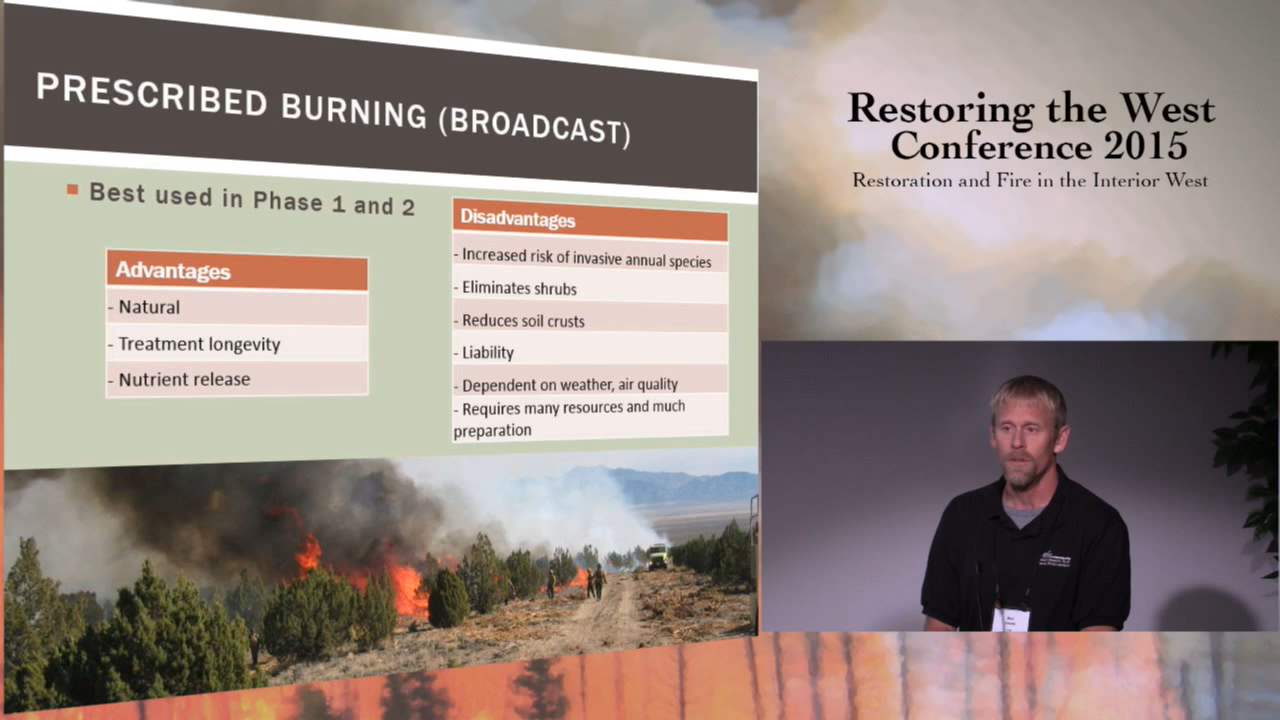 PRESCRIBED BURNING (BROADCAST)
Best used in Phase 1 and 2
Advantages
- Natural
- Treatment longevity
- Nutrient release
Disadvantages
- Increased risk of invasive annual species
- Eliminates shrubs
- Reduces soil crusts
- Liability
- Dependent on weather, air quality
- Requires many resources and much
preparation
Restoring the West
Conference 2015
Restoration and Fire in the Interior West